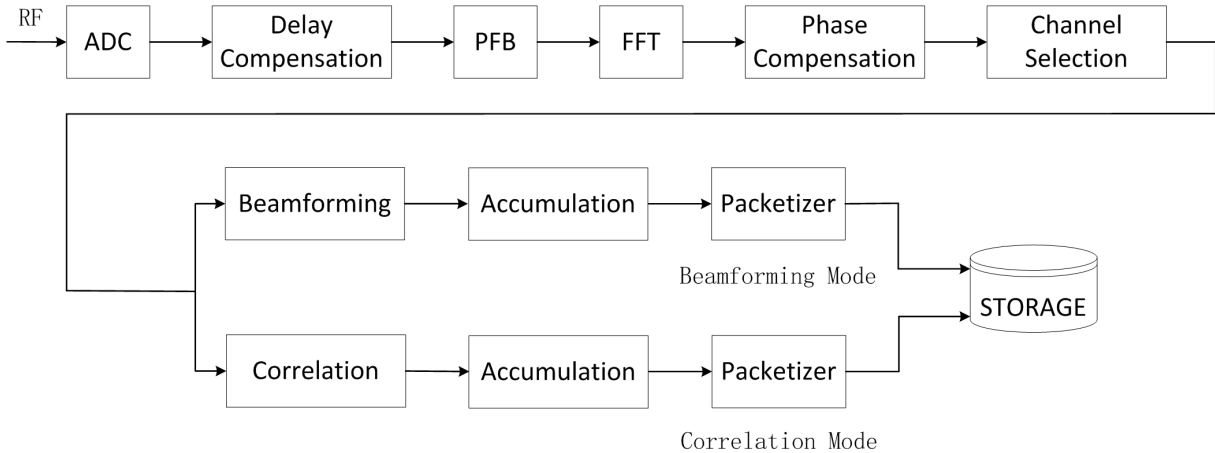 RF
ADC
Delay
Compensation
PFB
FFT
Phase
Compensation
Channel
Selection
Beamforming
Accumulation
Packetizer
Beamforming Mode
STORAGE
Correlation
Accumulation
Packetizer
Correlation Mode